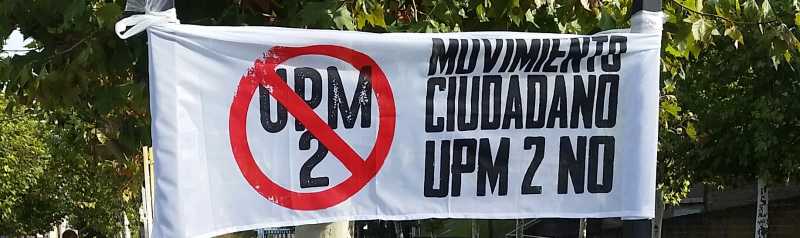 UPM
2
MOVIMIENTO
CIUDADANO
UPM 2 NO